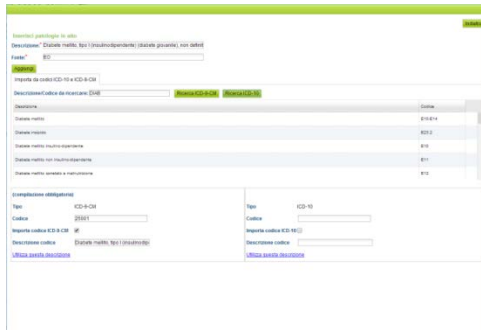 Indietro
Inserisci patologie in atto
Descrizione:* Diabete mellito, tipo I (insulinodipendente) (diabete giovanile), non definit
Fonte:* EO
Aggiungi
Importa da codici ICD-10 e ICD-9-CM
Descrizione/Codice da ricercare: DIAB Ricerca ICD-9-CM Ricerca ICD-10
Descrizione Codice
Diabete mellito E10-E14
Diabete insipido E23.2
Diabete mellito insulino-dipendente E10
Diabete mellito non insulino-dipendente E11
Diabete mellito correlato a malnutrizione E12
(compilazione obbligatoria)
Tipo ICD-9-CM Tipo ICD-10
Codice 25001 Codice
Importa codice ICD-9-CM Importa codice ICD-10
Descrizione codice Diabete mellito, tipo I (insulinodip Descrizione codice
Utilizza questa descrizione Utilizza questa descrizione